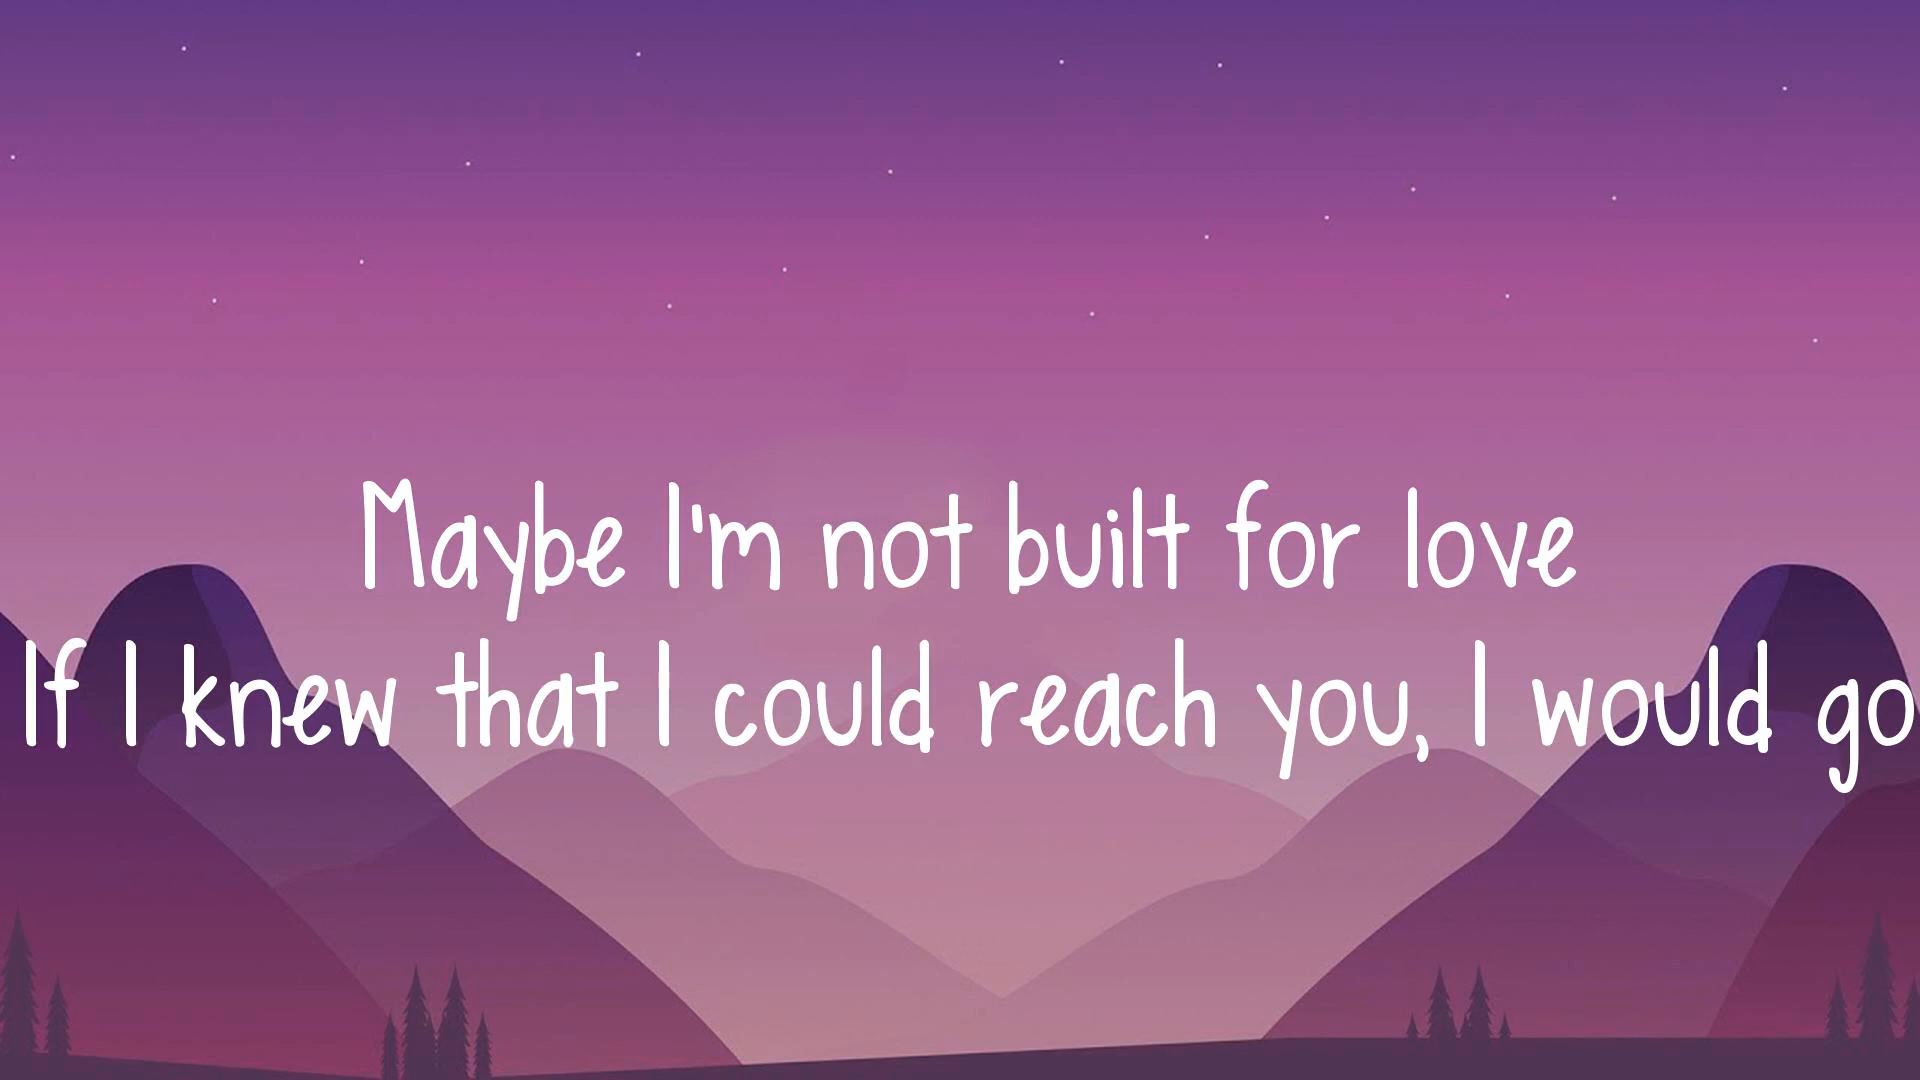 Maybe I'm not built for love
If I knew that I could reach you, I would go